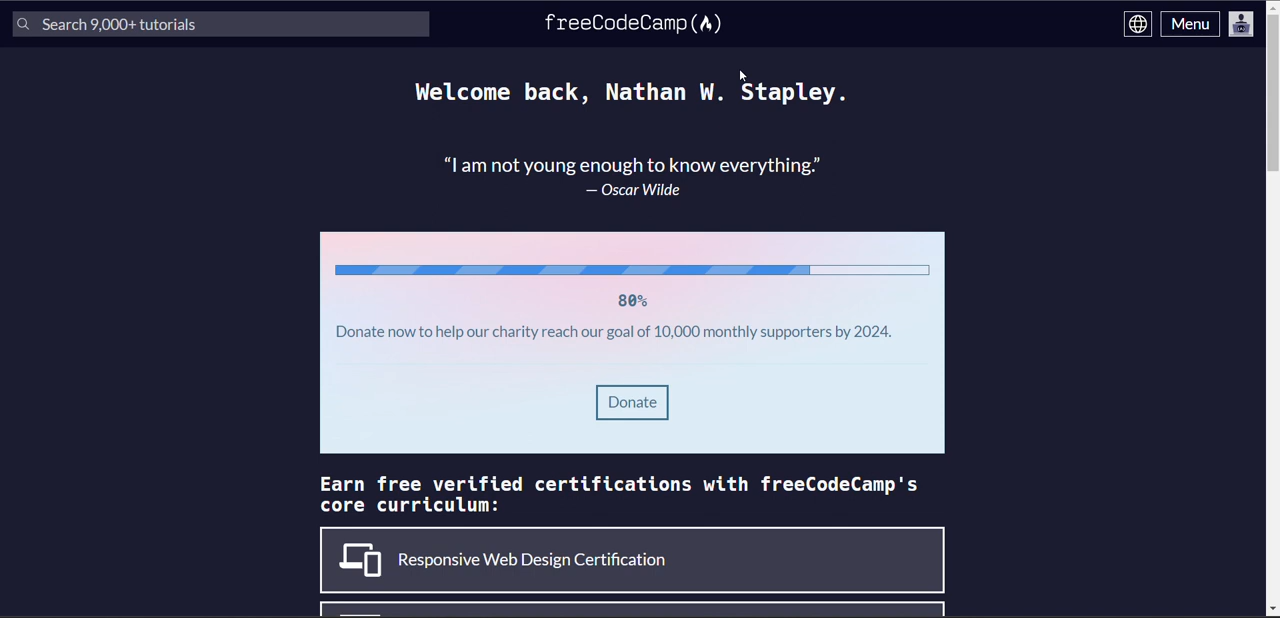 Search 9,000+ tutorials
freeCodeCamp(🔥)
Menu
Welcome back, Nathan W. Stapley.
“I am not young enough to know everything.”
— Oscar Wilde
80%
Donate now to help our charity reach our goal of 10,000 monthly supporters by 2024.
Donate
Earn free verified certifications with freeCodeCamp's
core curriculum:
Responsive Web Design Certification